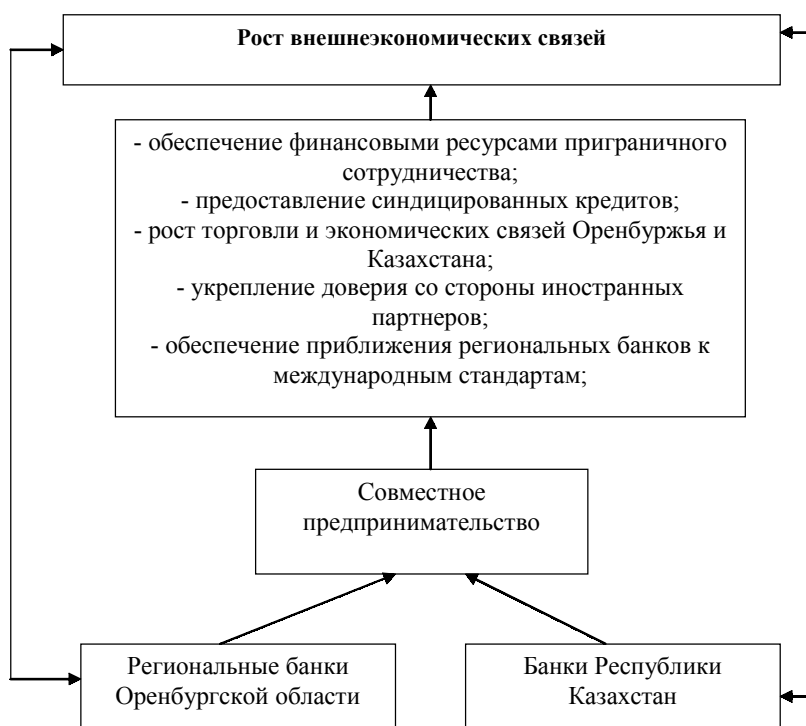 Рост внешнеэкономических связей
- обеспечение финансовыми ресурсами приграничного
сотрудничества;
- предоставление синдицированных кредитов;
- рост торговли и экономических связей Оренбуржья и
Казахстана;
- укрепление доверия со стороны иностранных
партнеров;
- обеспечение приближения региональных банков к
международным стандартам;
Совместное
предпринимательство
Региональные банки
Оренбургской области
Банки Республики
Казахстан